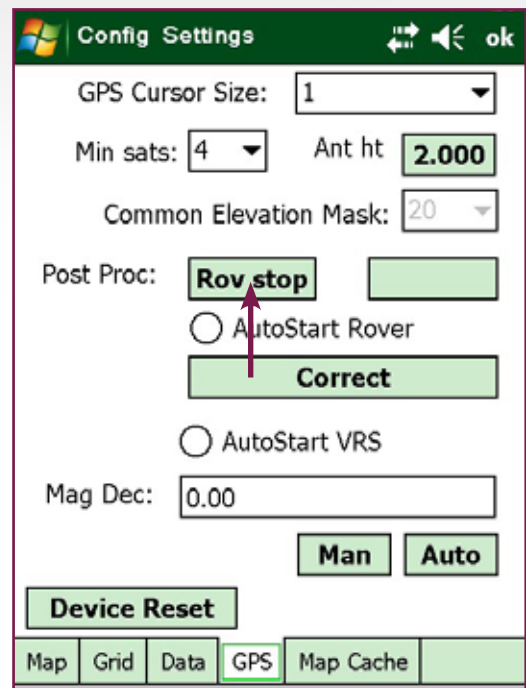 Config Settings ok
GPS Cursor Size: 1
Min sats: 4 Ant ht 2.000
Common Elevation Mask: 20
Post Proc: Rov stop
AutoStart Rover
Correct
AutoStart VRS
Mag Dec: 0.00
Man Auto
Device Reset
Map Grid Data GPS Map Cache